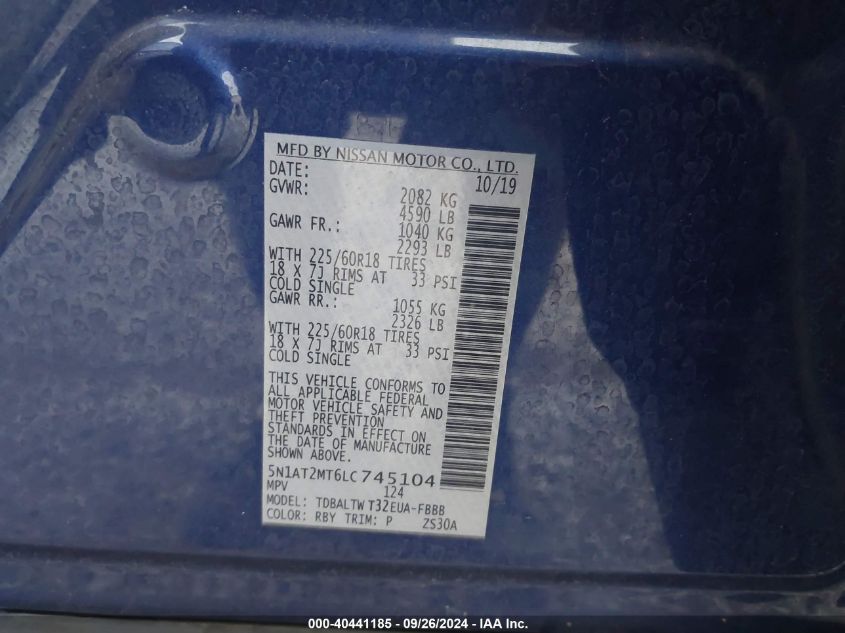 MFD BY NISSAN MOTOR CO., LTD.
DATE: 10/19
GVWR: 2082 KG
4590 LB
GAWR FR.: 1040 KG
2293 LB
WITH 225/60R18 TIRES
18 X 7J RIMS AT 33 PSI
COLD SINGLE
GAWR RR.: 1055 KG
2326 LB
WITH 225/60R18 TIRES
18 X 7J RIMS AT 33 PSI
COLD SINGLE
THIS VEHICLE CONFORMS TO
ALL APPLICABLE FEDERAL
MOTOR VEHICLE SAFETY AND
THEFT PREVENTION
STANDARDS IN EFFECT ON
THE DATE OF MANUFACTURE
SHOWN ABOVE.
5N1AT2MT6LC745104
MPV 124
MODEL: TDBALTW T32EUA-FBBB
COLOR: RBY TRIM: P ZS30A
000-40441185 - 09/26/2024 - IAA Inc.